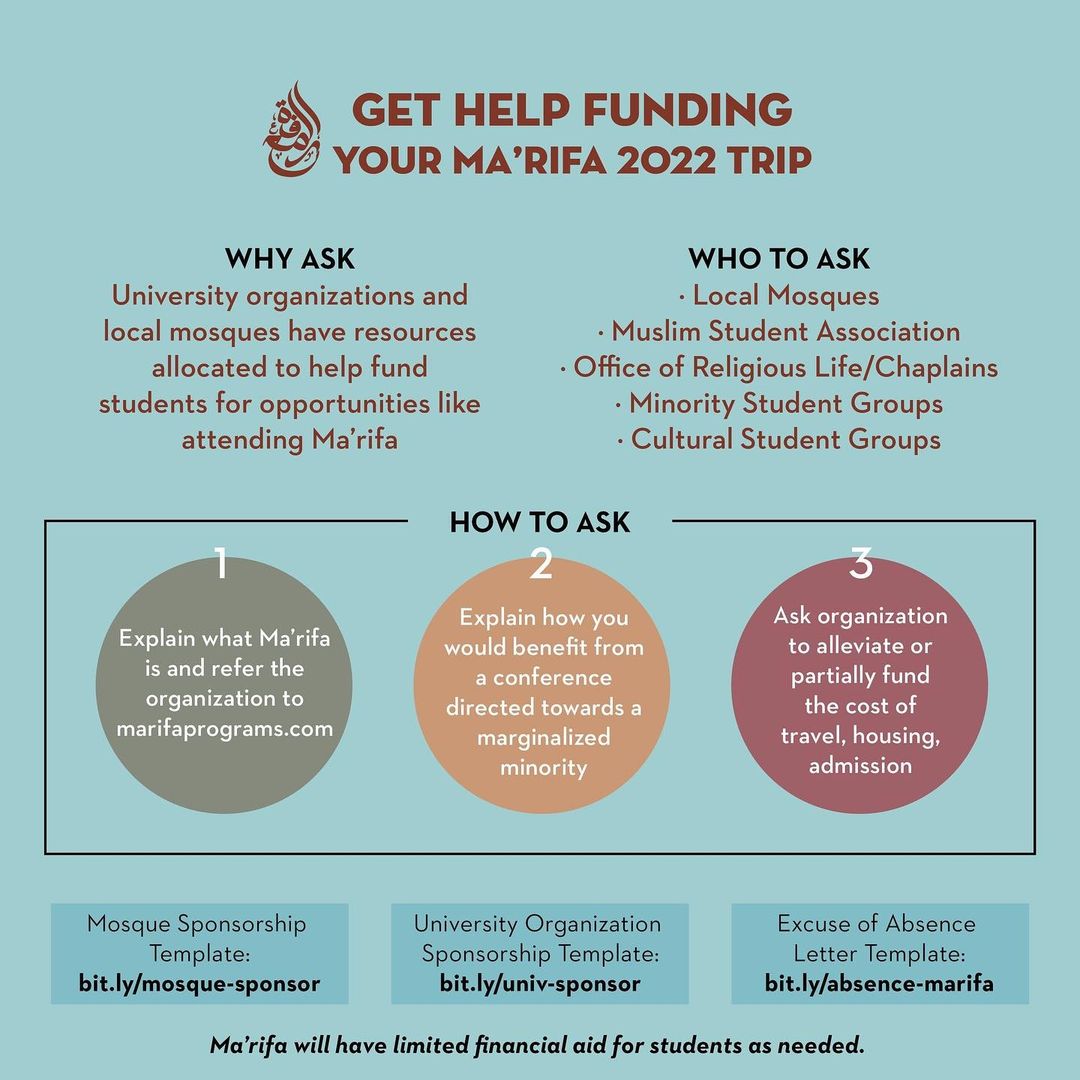 GET HELP FUNDING
YOUR MA'RIFA 2022 TRIP
WHY ASK
University organizations and
local mosques have resources
allocated to help fund
students for opportunities like
attending Ma'rifa
WHO TO ASK
· Local Mosques
· Muslim Student Association
· Office of Religious Life/Chaplains
· Minority Student Groups
· Cultural Student Groups
HOW TO ASK
1
Explain what Ma'rifa
is and refer the
organization to
marifaprograms.com
2
Explain how you
would benefit from
a conference
directed towards a
marginalized
minority
3
Ask organization
to alleviate or
partially fund
the cost of
travel, housing,
admission
Mosque Sponsorship
Template:
bit.ly/mosque-sponsor
University Organization
Sponsorship Template:
bit.ly/univ-sponsor
Excuse of Absence
Letter Template:
bit.ly/absence-marifa
Ma'rifa will have limited financial aid for students as needed.